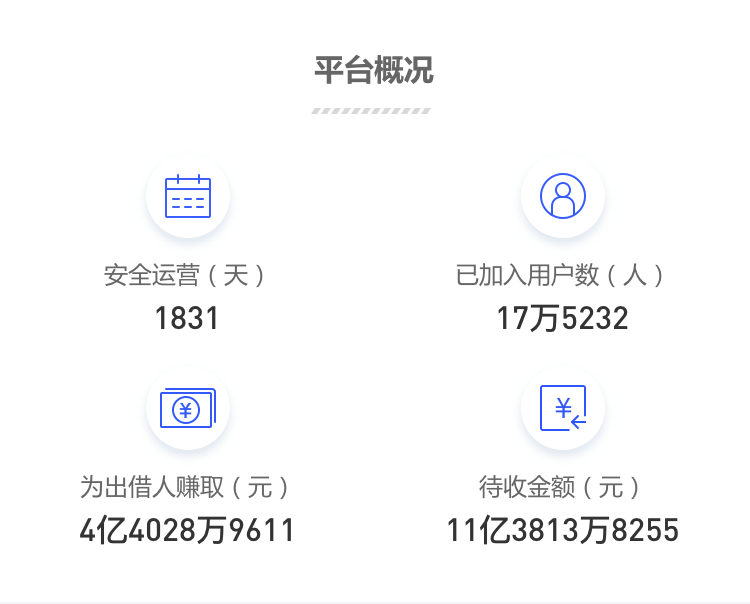 平台概况
安全运营（天）
1831
已加入用户数（人）
17万5232
为出借人赚取（元）
4亿4028万9611
待收金额（元）
11亿3813万8255